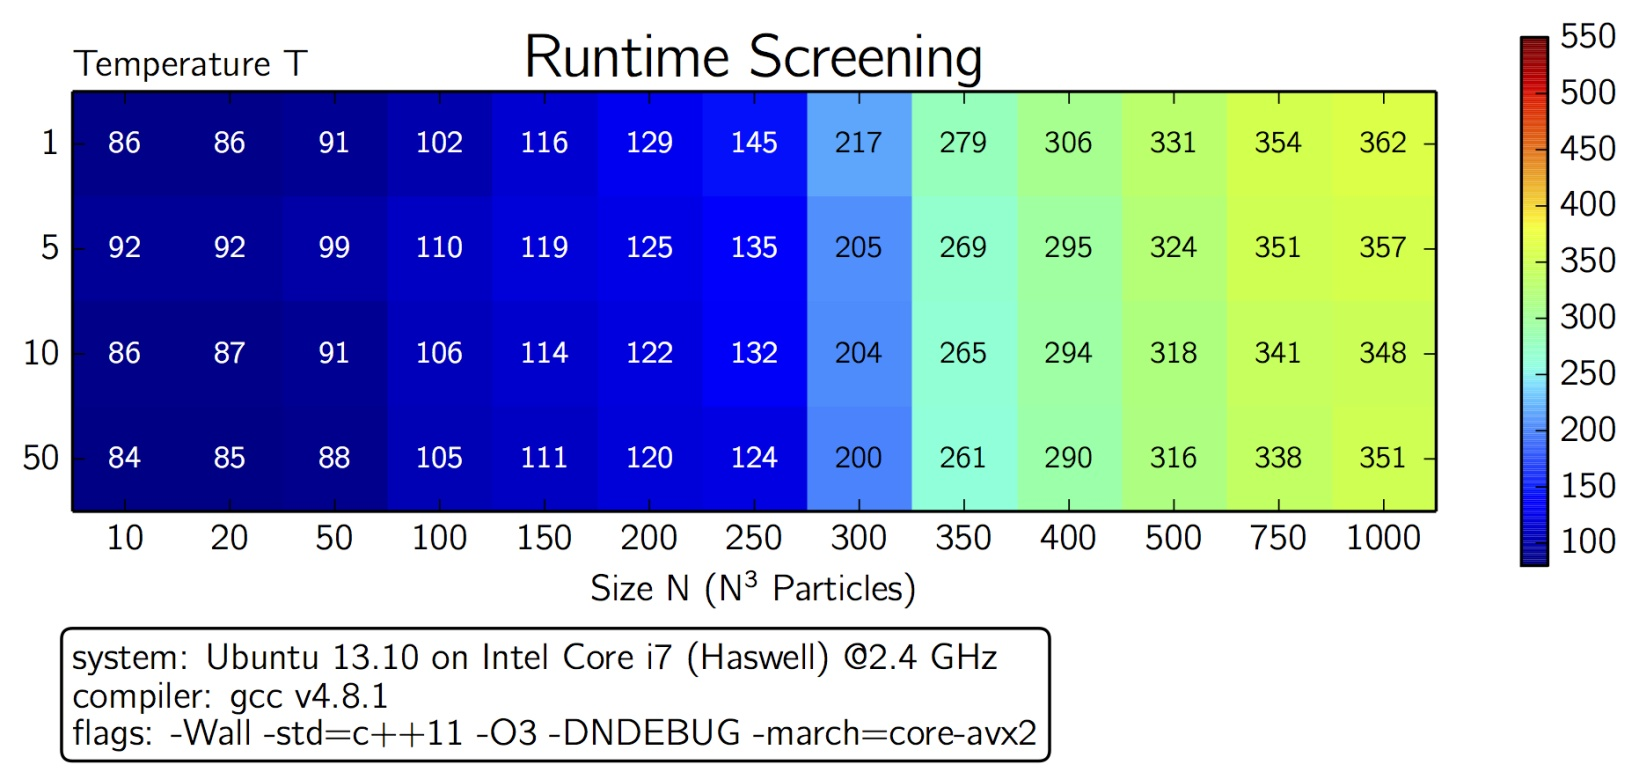 Runtime Screening
Temperature T
1 86 86 91 102 116 129 145 217 279 306 331 354 362
5 92 92 99 110 119 125 135 205 269 295 324 351 357
10 86 87 91 106 114 122 132 204 265 294 318 341 348
50 84 85 88 105 111 120 124 200 261 290 316 338 351
10 20 50 100 150 200 250 300 350 400 500 750 1000
Size N (N³ Particles)
550
500
450
400
350
300
250
200
150
100
system: Ubuntu 13.10 on Intel Core i7 (Haswell) @2.4 GHz
compiler: gcc v4.8.1
flags: -Wall -std=c++11 -O3 -DNDEBUG -march=core-avx2